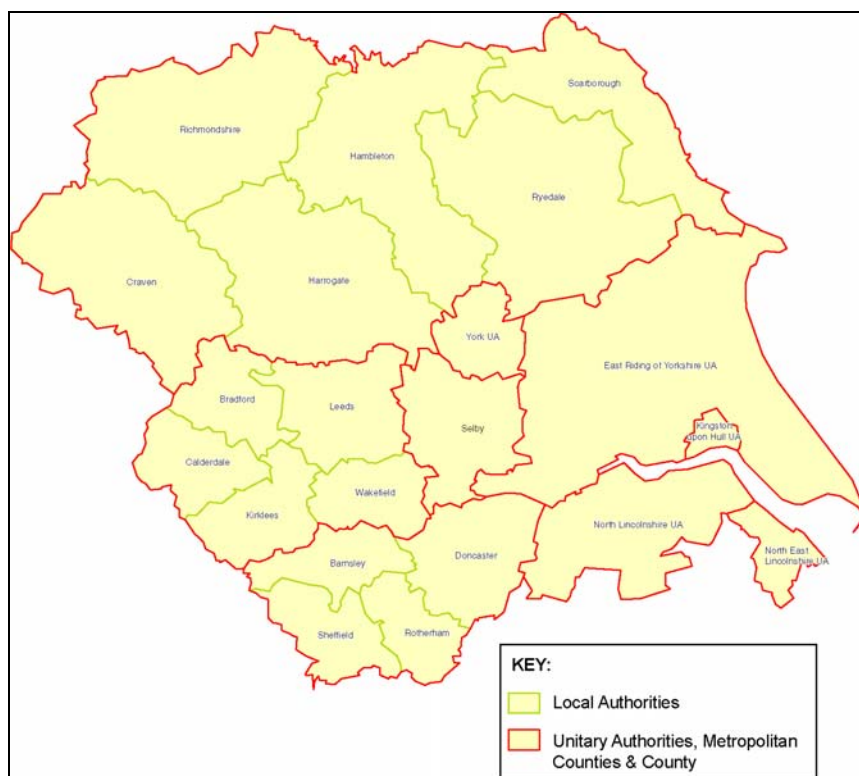 Scarborough
Richmondshire
Hambleton
Ryedale
Craven
Harrogate
York UA
East Riding of Yorkshire UA
Bradford
Leeds
Selby
Kingston
upon Hull UA
Calderdale
Wakefield
Kirklees
North Lincolnshire UA
Barnsley
Doncaster
North East
Lincolnshire UA
Sheffield
Rotherham
KEY:
Local Authorities
Unitary Authorities, Metropolitan
Counties & County